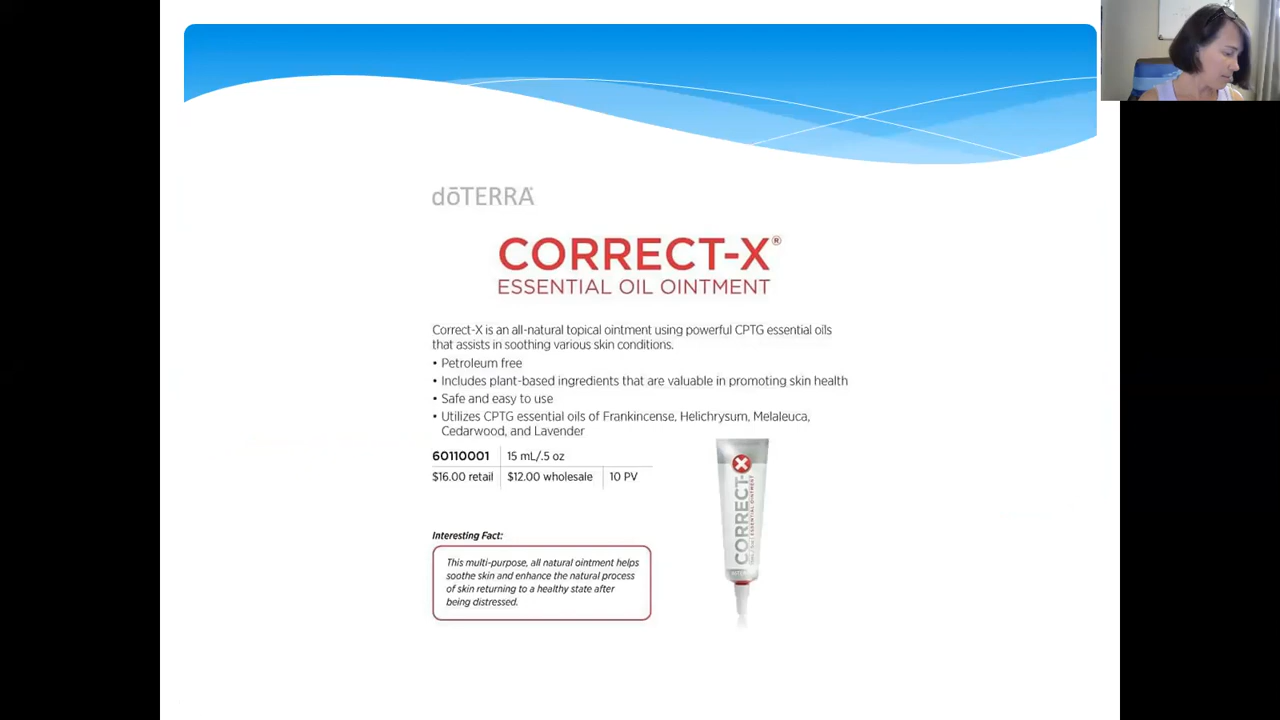 dōTERRA
CORRECT-X®
ESSENTIAL OIL OINTMENT
Correct-X is an all-natural topical ointment using powerful CPTG essential oils
that assists in soothing various skin conditions.
• Petroleum free
• Includes plant-based ingredients that are valuable in promoting skin health
• Safe and easy to use
• Utilizes CPTG essential oils of Frankincense, Helichrysum, Melaleuca,
Cedarwood, and Lavender
60110001 15 mL/.5 oz
$16.00 retail $12.00 wholesale 10 PV
Interesting Fact:
This multi-purpose, all natural ointment helps
soothe skin and enhance the natural process
of skin returning to a healthy state after
being distressed.
CORRECT-X
ESSENTIAL OINTMENT